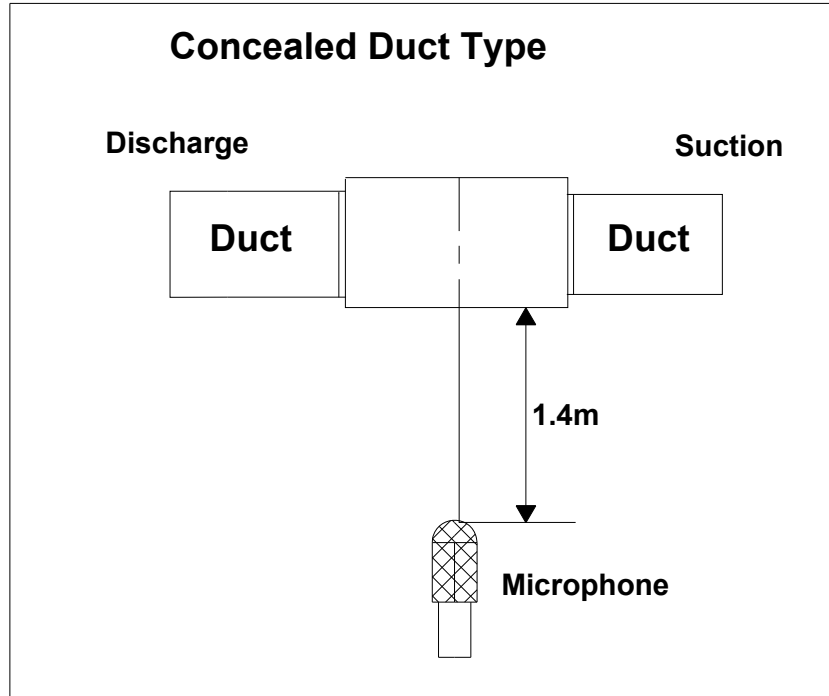 Concealed Duct Type
Discharge
Suction
Duct
Duct
1.4m
Microphone